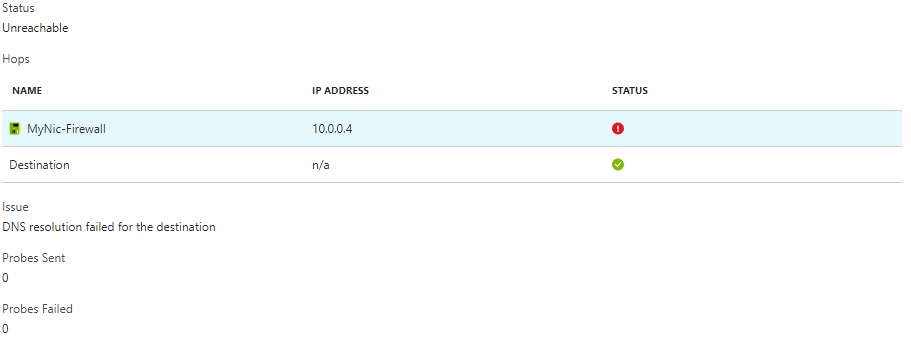 Status
Unreachable
Hops
NAME IP ADDRESS STATUS
MyNic-Firewall 10.0.0.4
Destination n/a
Issue
DNS resolution failed for the destination
Probes Sent
0
Probes Failed
0